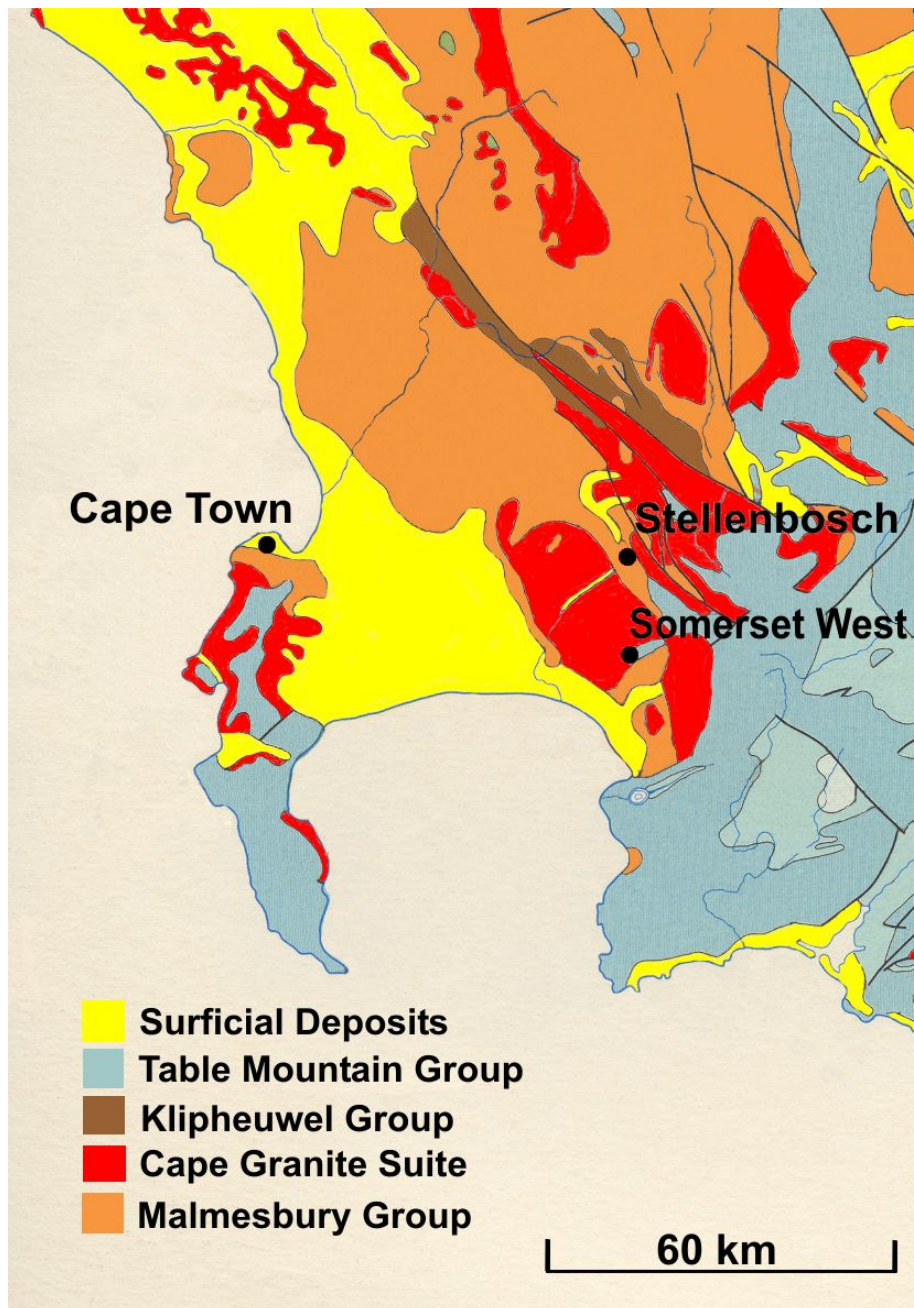 Cape Town
Stellenbosch
Somerset West
Surficial Deposits
Table Mountain Group
Klipheuwel Group
Cape Granite Suite
Malmesbury Group
60 km